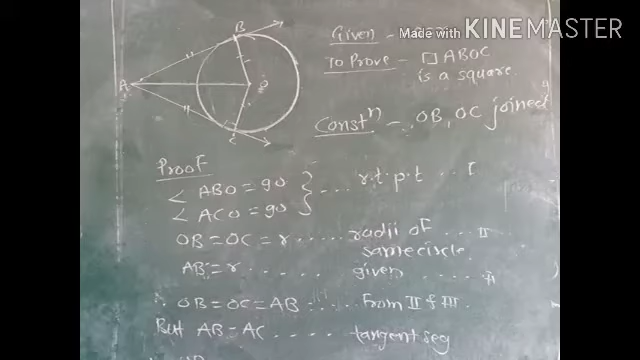 Made with KINEMASTER
Given -
To Prove - □ ABOC
is a square.
Constⁿ - OB, OC joined
B
A
O
C
Proof
∠ ABO = 90
∠ ACO = 90 } .... r.t.p.t ... I
OB = OC = r ..... radii of ... II
same circle.
AB = r ..... given
∴ OB = OC = AB .... From II & III
But AB = AC ..... tangent seg